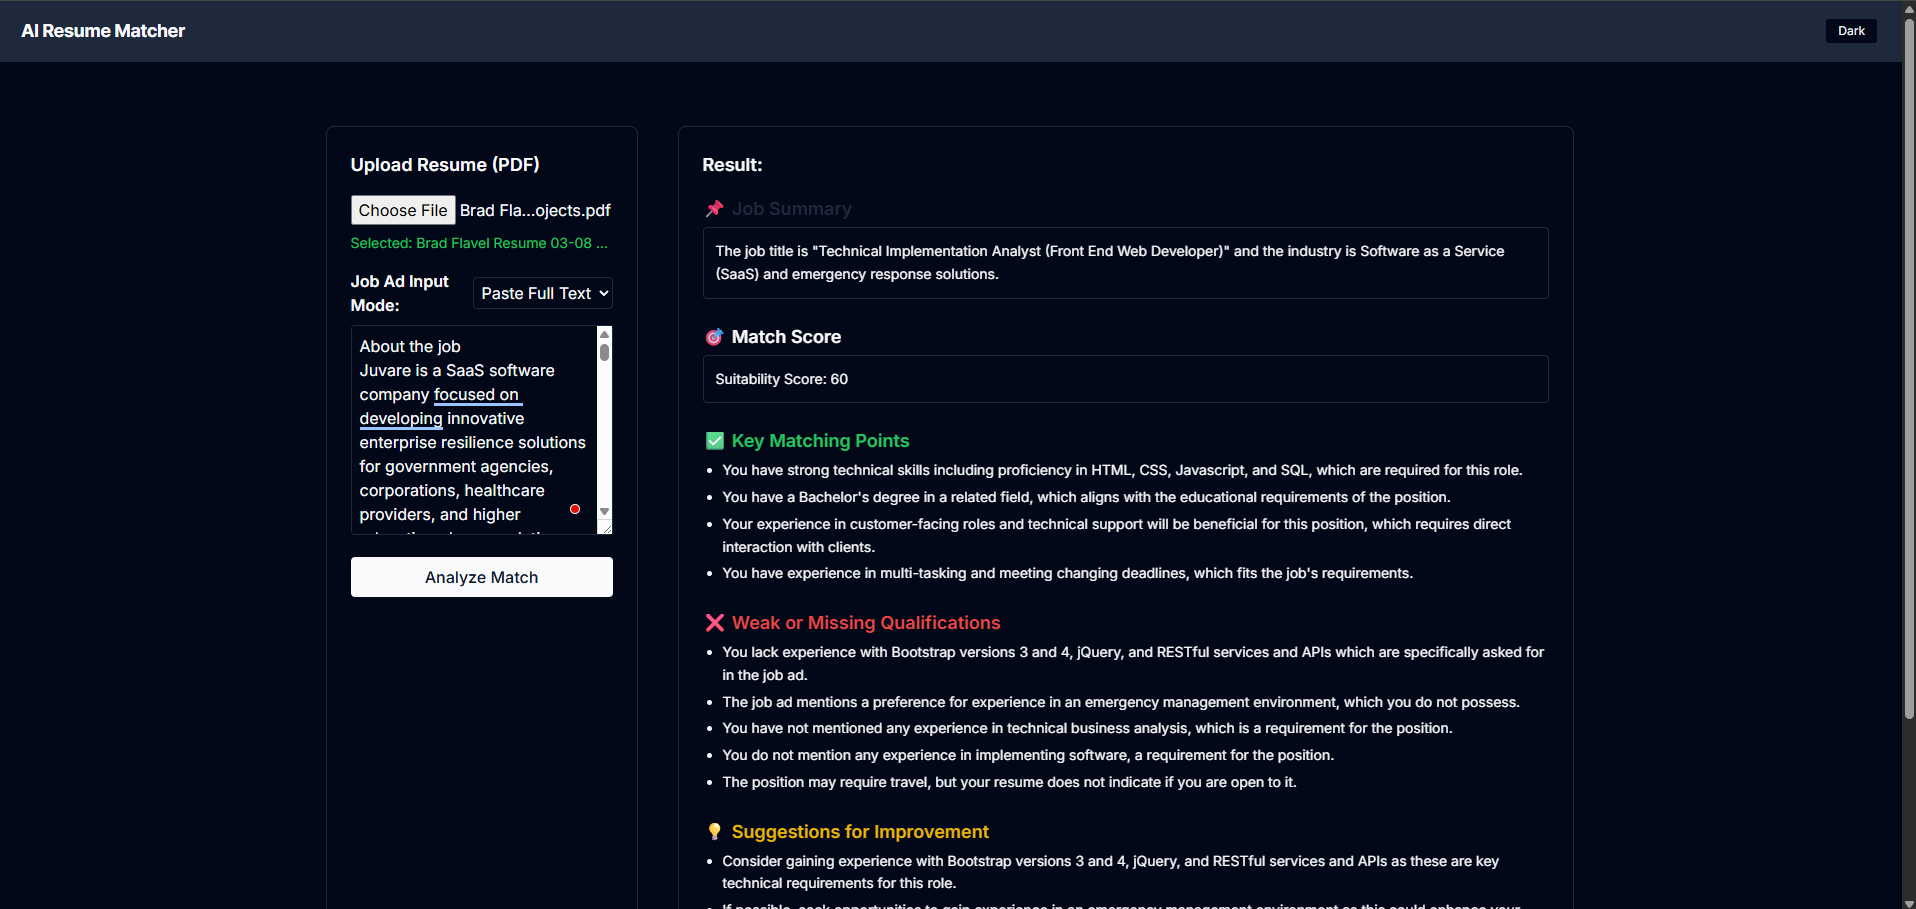 AI Resume Matcher
Dark
Upload Resume (PDF)
Choose File Brad Fla...ojects.pdf
Selected: Brad Flavel Resume 03-08 ...
Job Ad Input
Mode:
Paste Full Text
About the job
Juvare is a SaaS software
company focused on
developing innovative
enterprise resilience solutions
for government agencies,
corporations, healthcare
providers, and higher
Analyze Match
Result:
Job Summary
The job title is "Technical Implementation Analyst (Front End Web Developer)" and the industry is Software as a Service
(SaaS) and emergency response solutions.
Match Score
Suitability Score: 60
Key Matching Points
• You have strong technical skills including proficiency in HTML, CSS, Javascript, and SQL, which are required for this role.
• You have a Bachelor's degree in a related field, which aligns with the educational requirements of the position.
• Your experience in customer-facing roles and technical support will be beneficial for this position, which requires direct
interaction with clients.
• You have experience in multi-tasking and meeting changing deadlines, which fits the job's requirements.
Weak or Missing Qualifications
• You lack experience with Bootstrap versions 3 and 4, jQuery, and RESTful services and APIs which are specifically asked for
in the job ad.
• The job ad mentions a preference for experience in an emergency management environment, which you do not possess.
• You have not mentioned any experience in technical business analysis, which is a requirement for the position.
• You do not mention any experience in implementing software, a requirement for the position.
• The position may require travel, but your resume does not indicate if you are open to it.
Suggestions for Improvement
• Consider gaining experience with Bootstrap versions 3 and 4, jQuery, and RESTful services and APIs as these are key
technical requirements for this role.